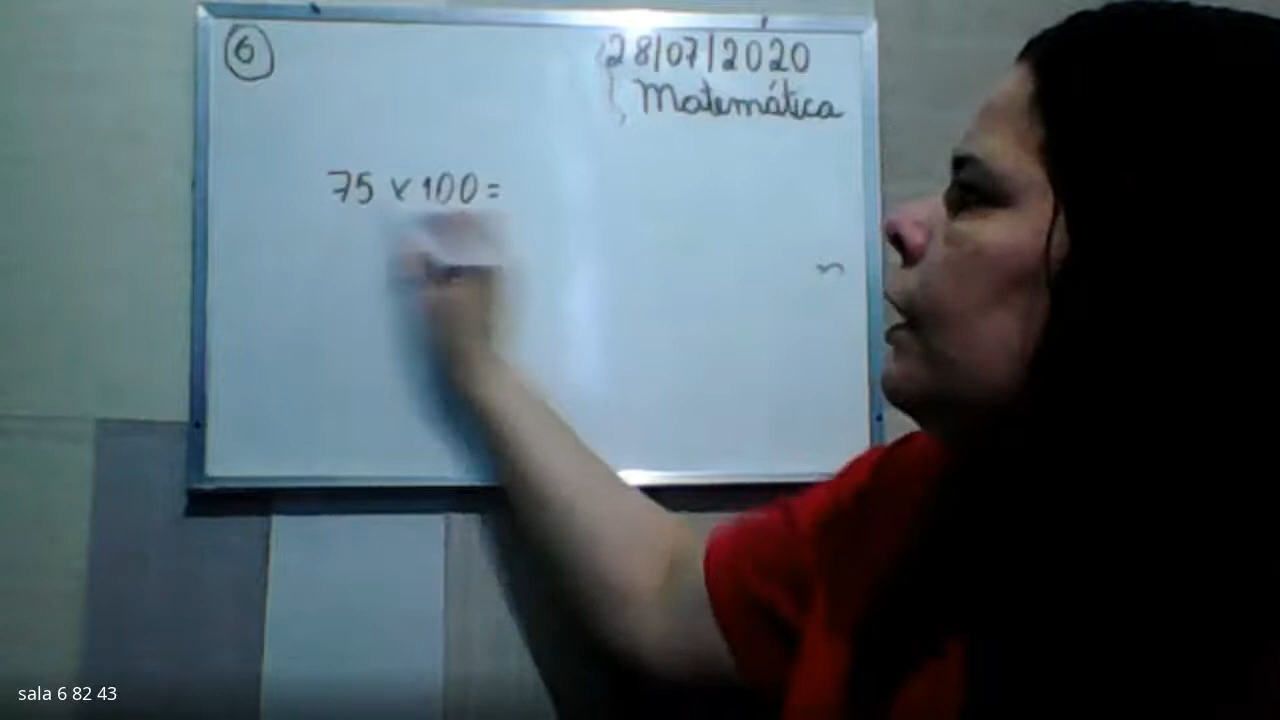 6
28/07/2020
Matemática
75 x 100 =
sala 6 82 43